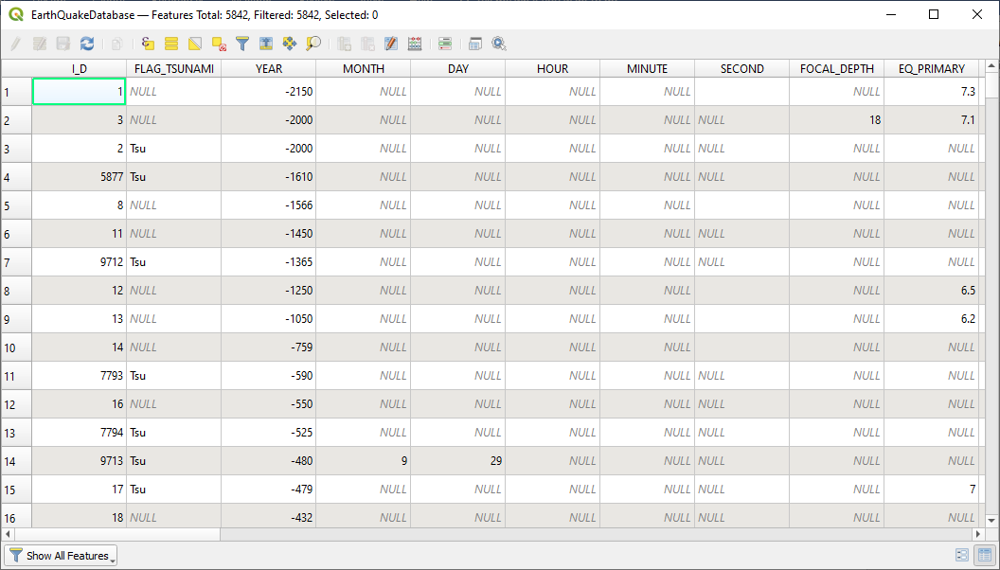 EarthQuakeDatabase — Features Total: 5842, Filtered: 5842, Selected: 0
I_D FLAG_TSUNAMI YEAR MONTH DAY HOUR MINUTE SECOND FOCAL_DEPTH EQ_PRIMARY
1 1 NULL -2150 NULL NULL NULL NULL NULL 7.3
2 3 NULL -2000 NULL NULL NULL NULL NULL 18 7.1
3 2 Tsu -2000 NULL NULL NULL NULL NULL NULL NULL
4 5877 Tsu -1610 NULL NULL NULL NULL NULL NULL NULL
5 8 NULL -1566 NULL NULL NULL NULL NULL NULL
6 11 NULL -1450 NULL NULL NULL NULL NULL NULL NULL
7 9712 Tsu -1365 NULL NULL NULL NULL NULL NULL NULL
8 12 NULL -1250 NULL NULL NULL NULL NULL 6.5
9 13 NULL -1050 NULL NULL NULL NULL NULL 6.2
10 14 NULL -759 NULL NULL NULL NULL NULL NULL
11 7793 Tsu -590 NULL NULL NULL NULL NULL NULL NULL
12 16 NULL -550 NULL NULL NULL NULL NULL NULL NULL
13 7794 Tsu -525 NULL NULL NULL NULL NULL NULL NULL
14 9713 Tsu -480 9 29 NULL NULL NULL NULL NULL
15 17 Tsu -479 NULL NULL NULL NULL NULL NULL 7
16 18 NULL -432 NULL NULL NULL NULL NULL NULL NULL
Show All Features